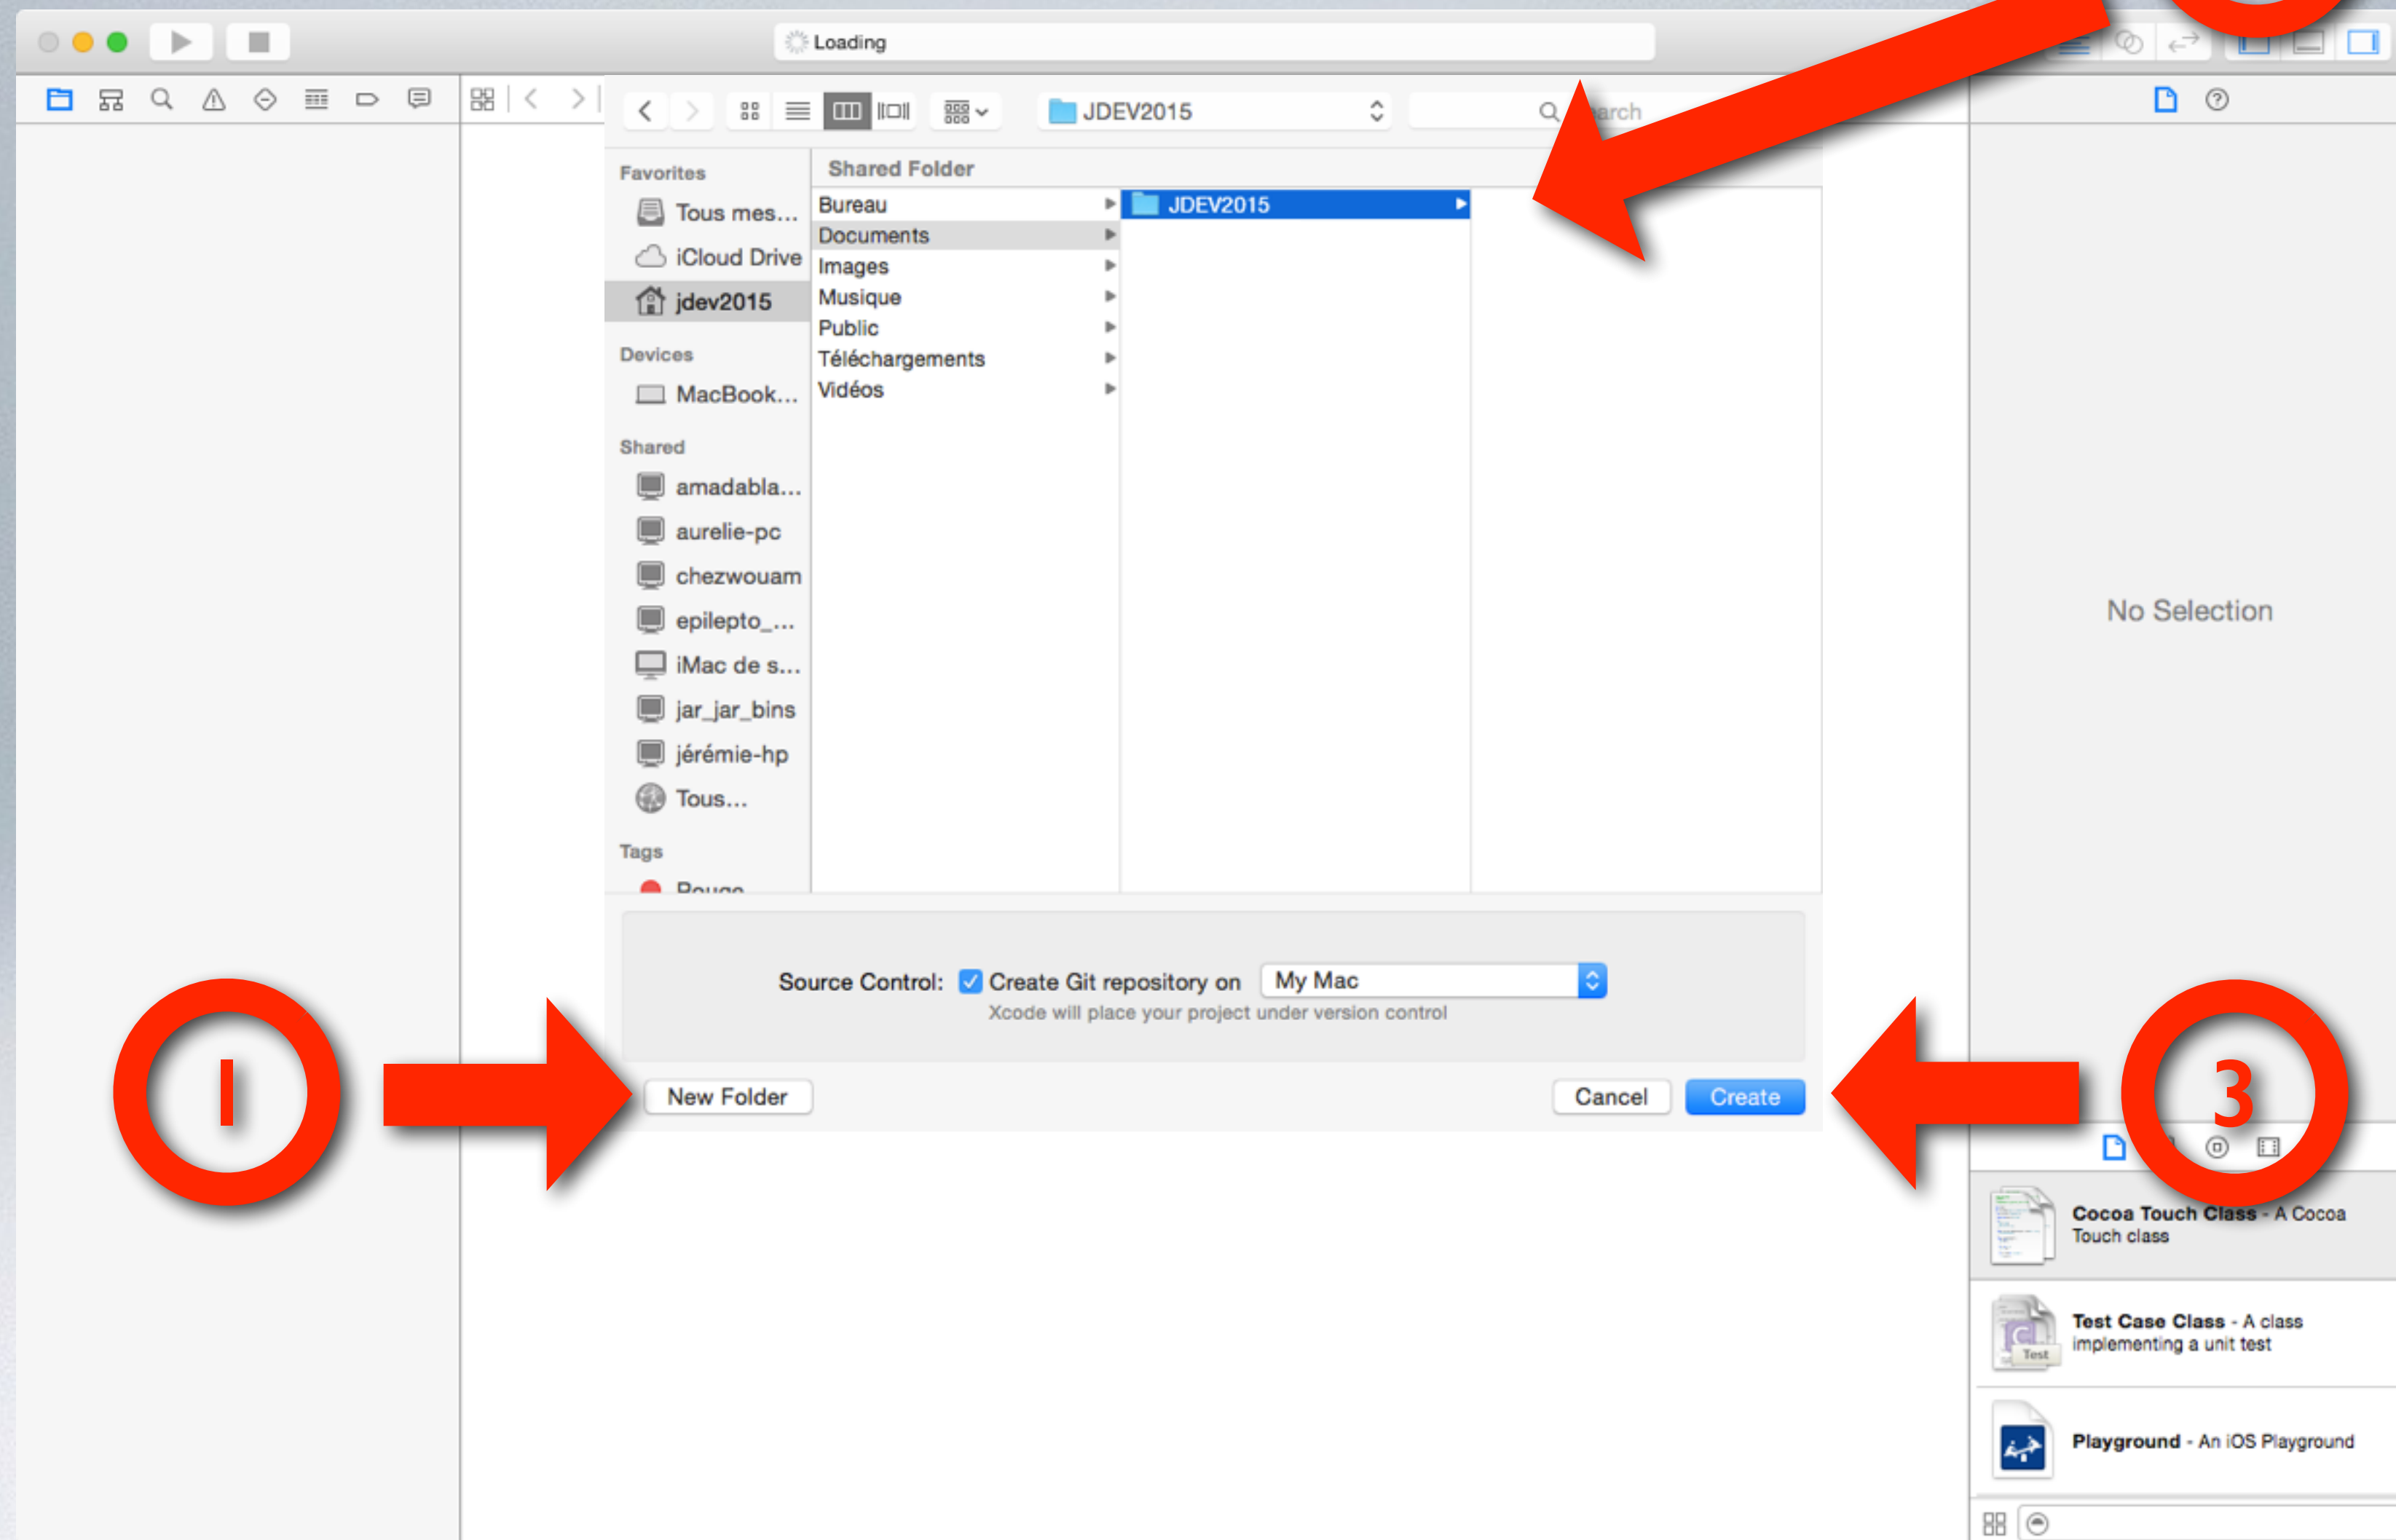 Loading
JDEV2015
Favorites
Tous mes...
iCloud Drive
jdev2015
Devices
MacBook...
Shared
amadabla...
aurelie-pc
chezwouam
epilepto_...
iMac de s...
jar_jar_bins
jérémie-hp
Tous...
Tags
Rouge
Shared Folder
Bureau
Documents
Images
Musique
Public
Téléchargements
Vidéos
JDEV2015
Source Control: Create Git repository on My Mac
Xcode will place your project under version control
1
New Folder
Cancel
Create
3
No Selection
Cocoa Touch Class - A Cocoa
Touch class
Test Case Class - A class
implementing a unit test
Test
Playground - An iOS Playground